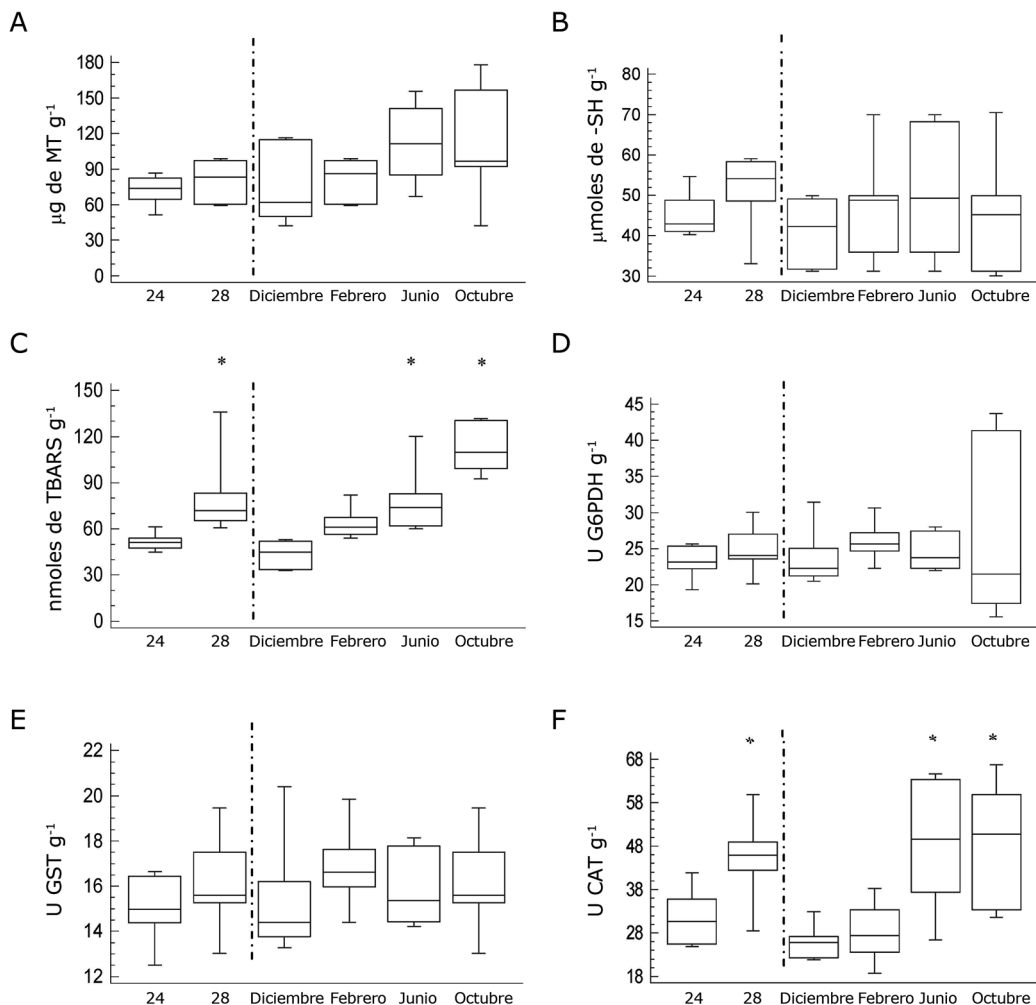 A
µg de MT g-1
180
150
120
90
60
30
0
24 28 Diciembre Febrero Junio Octubre
B
µmoles de -SH g-1
80
70
60
50
40
30
24 28 Diciembre Febrero Junio Octubre
C
* * *
nmoles de TBARS g-1
150
120
90
60
30
0
24 28 Diciembre Febrero Junio Octubre
D
U G6PDH g-1
45
40
35
30
25
20
15
24 28 Diciembre Febrero Junio Octubre
E
U GST g-1
22
20
18
16
14
12
24 28 Diciembre Febrero Junio Octubre
F
* * *
U CAT g-1
68
58
48
38
28
18
24 28 Diciembre Febrero Junio Octubre